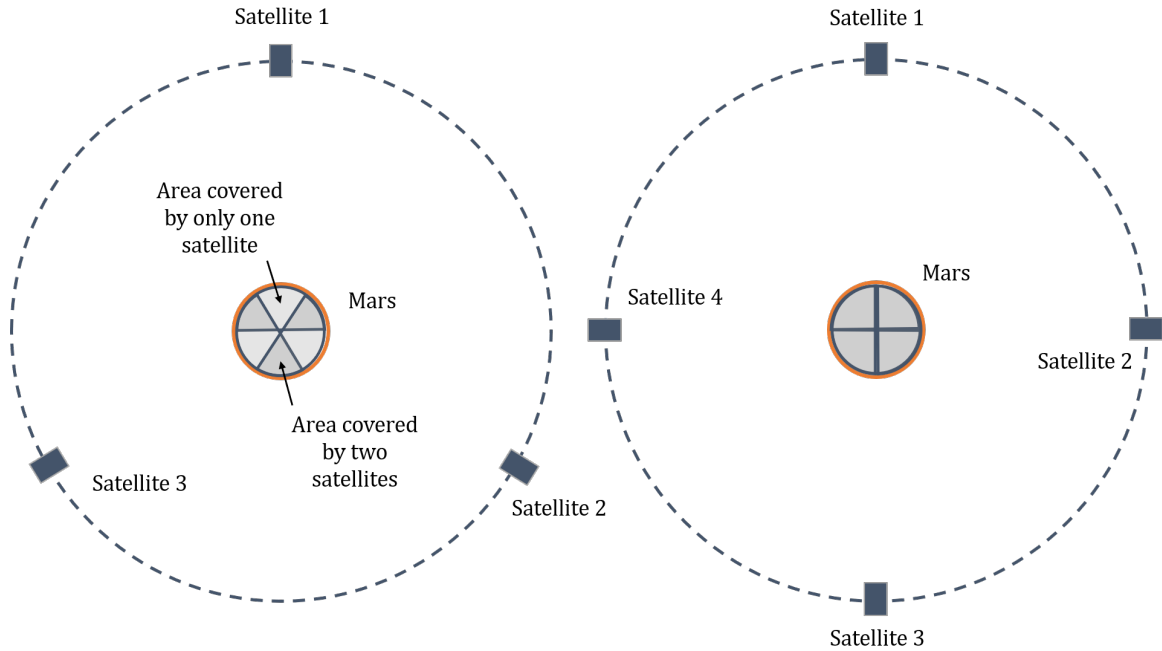 Satellite 1
Area covered
by only one
satellite
Mars
Area covered
by two
satellites
Satellite 3
Satellite 2
Satellite 1
Mars
Satellite 4
Satellite 2
Satellite 3